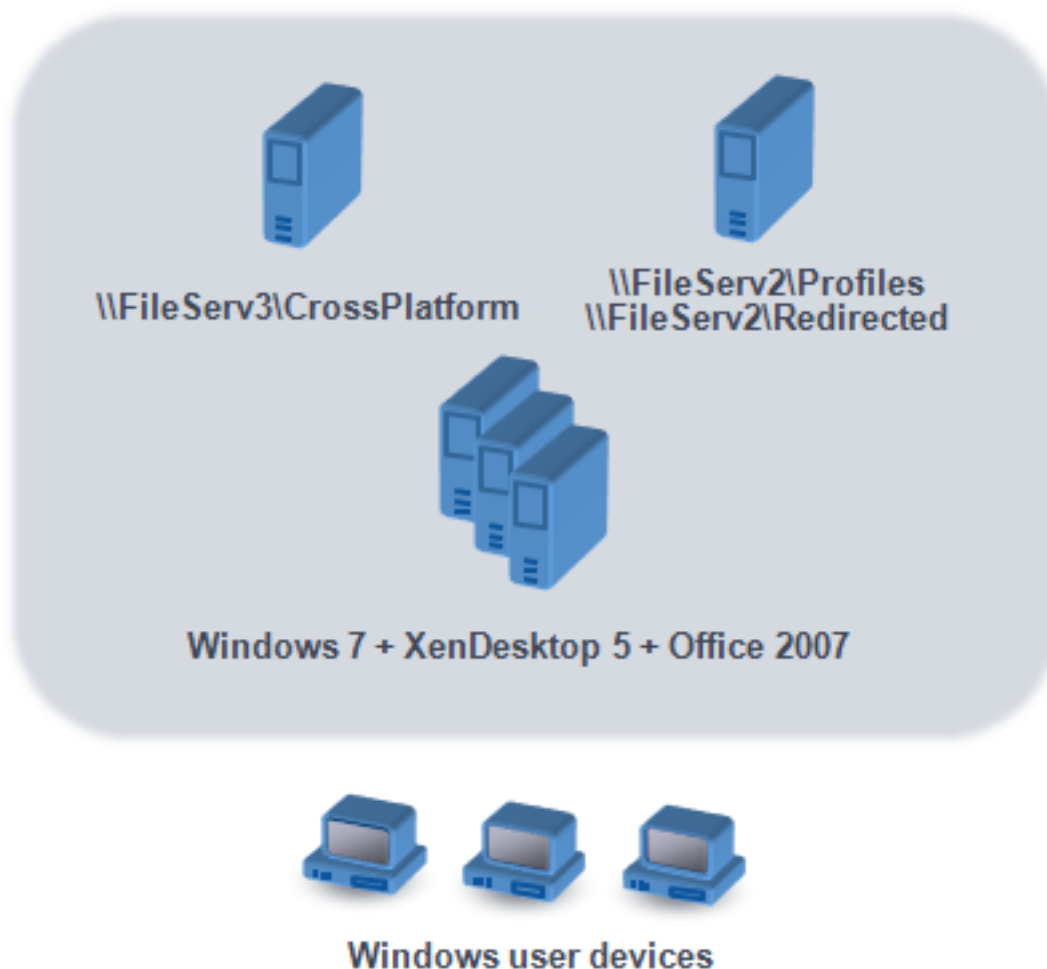 \\FileServ3\CrossPlatform
\\FileServ2\Profiles
\\FileServ2\Redirected
Windows 7 + XenDesktop 5 + Office 2007
Windows user devices